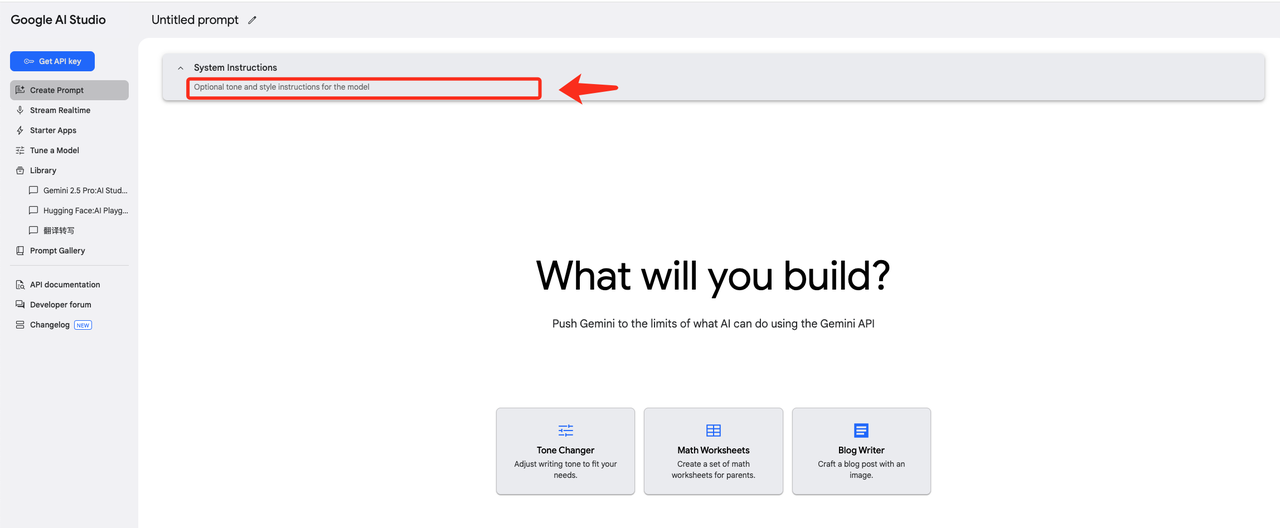 Google AI Studio
Untitled prompt
Get API key
Create Prompt
Stream Realtime
Starter Apps
Tune a Model
Library
Gemini 2.5 Pro:AI Stud...
Hugging Face:AI Playg...
翻译转写
Prompt Gallery
API documentation
Developer forum
Changelog NEW
System Instructions
Optional tone and style instructions for the model
What will you build?
Push Gemini to the limits of what AI can do using the Gemini API
Tone Changer
Adjust writing tone to fit your
needs.
Math Worksheets
Create a set of math
worksheets for parents.
Blog Writer
Craft a blog post with an
image.